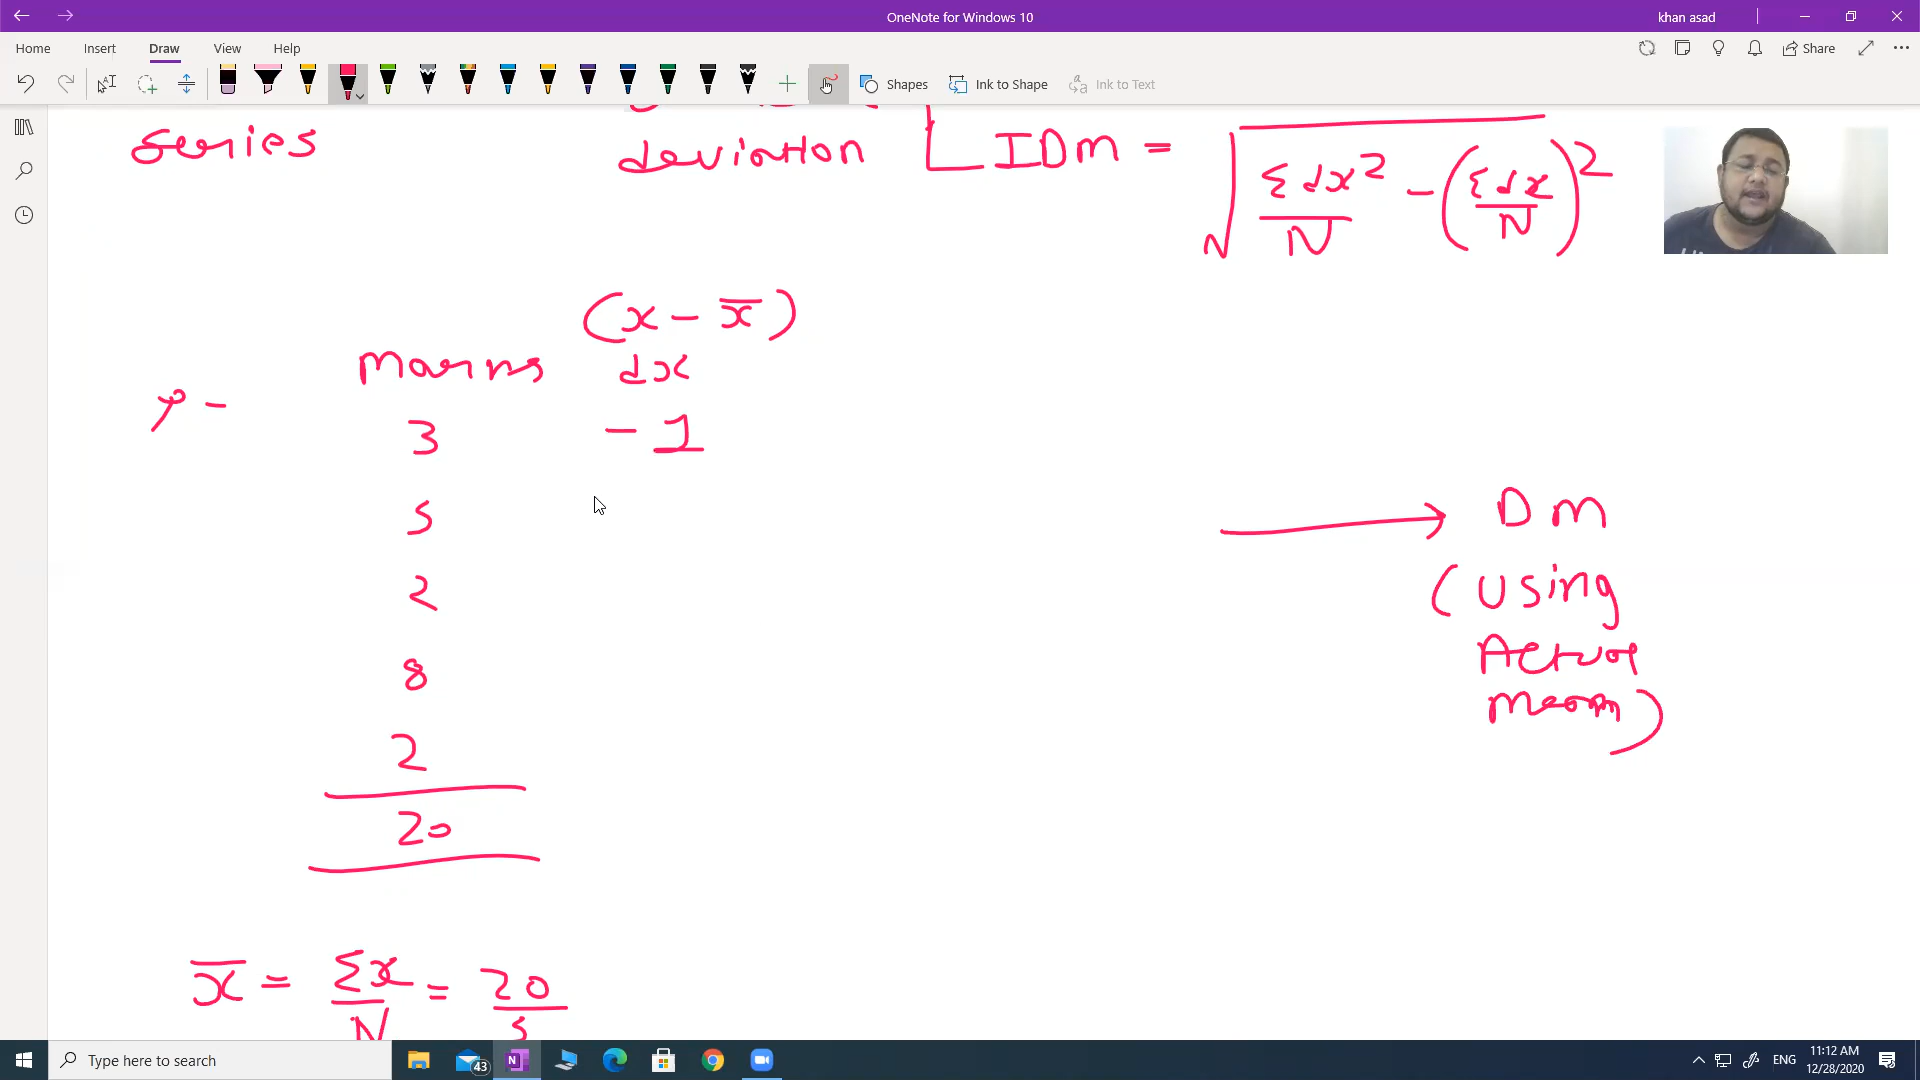 OneNote for Windows 10
khan asad
Home Insert Draw View Help
Share
Shapes
Ink to Shape
Ink to Text
series
deviation
IDM = √ Σdx²/N - (Σdx/N)²
(x - x̄)
Marks dx
3 - 1
5
2
8
2
20
DM
(Using
Actual
mean)
x̄ = Σx/N = 20/5
Type here to search
43
ENG
11:12 AM
12/28/2020